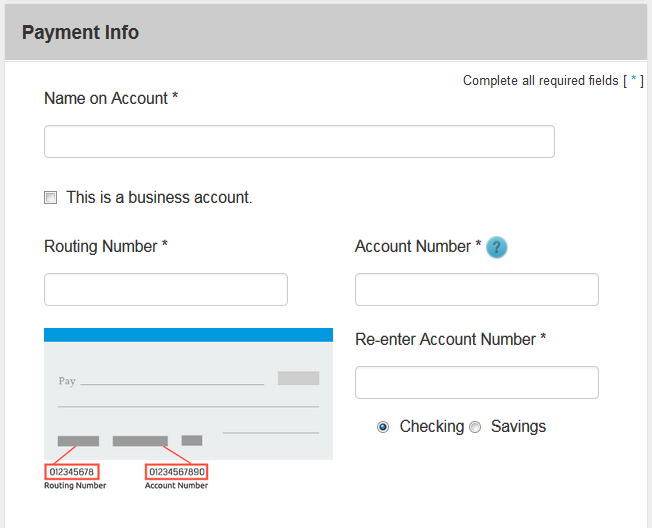 Payment Info
Complete all required fields [ * ]
Name on Account *
This is a business account.
Routing Number *
Account Number * ?
Pay
012345678
01234567890
Routing Number
Account Number
Re-enter Account Number *
Checking
Savings